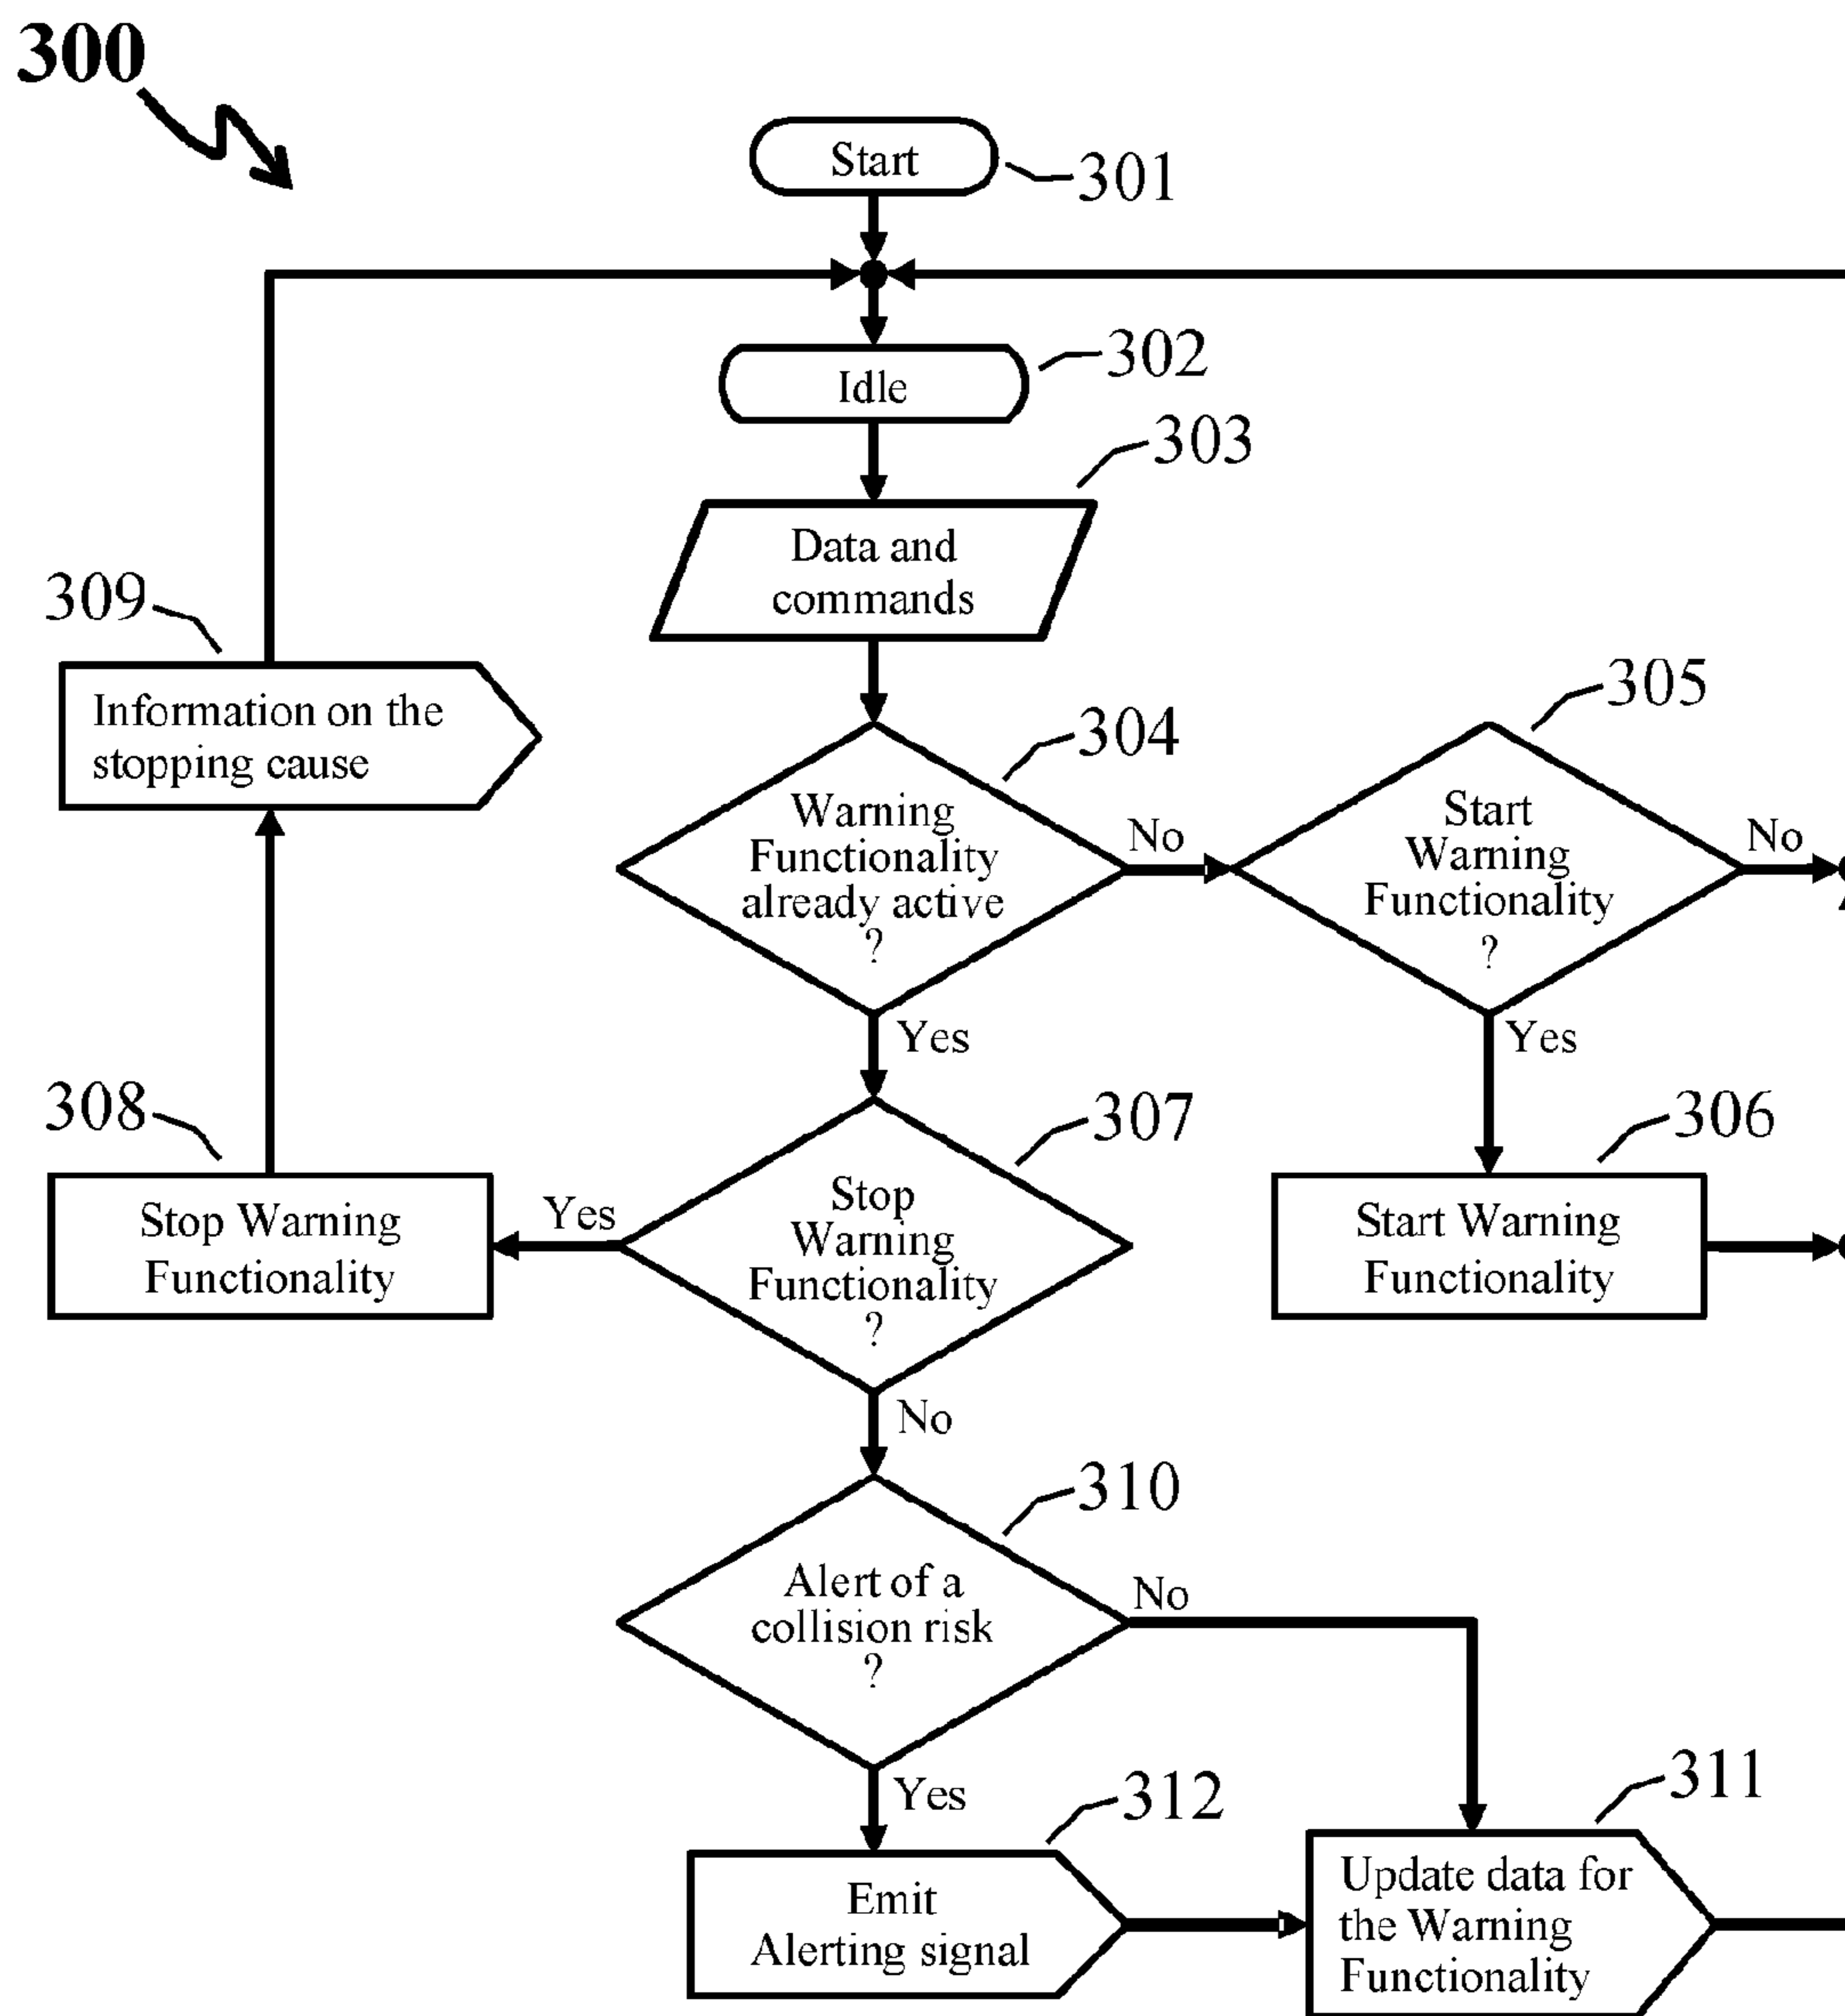 300
Start
301
Idle
302
303
Data and
commands
309
Information on the
stopping cause
304
Warning
Functionality
already active
?
No
305
Start
Warning
Functionality
?
No
Yes
Yes
308
Stop Warning
Functionality
Yes
307
Stop
Warning
Functionality
?
306
Start Warning
Functionality
No
310
Alert of a
collision risk
?
No
Yes
312
Emit
Alerting signal
311
Update data for
the Warning
Functionality